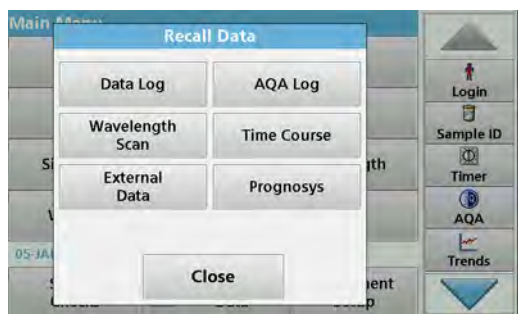 Main Menu
Recall Data
Data Log
AQA Log
Wavelength
Scan
Time Course
External
Data
Prognosys
Close
Login
Sample ID
Timer
AQA
Trends